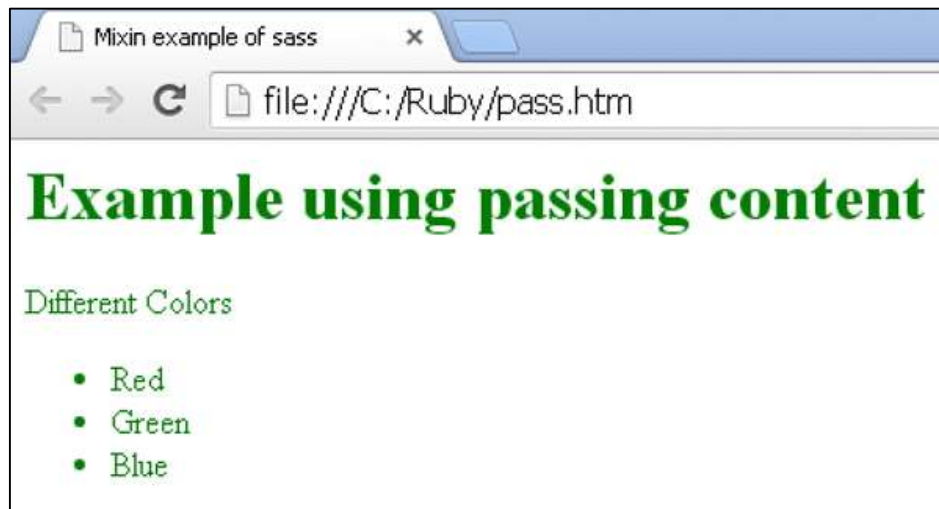 Mixin example of sass
file:///C:/Ruby/pass.htm
Example using passing content
Different Colors
• Red
• Green
• Blue